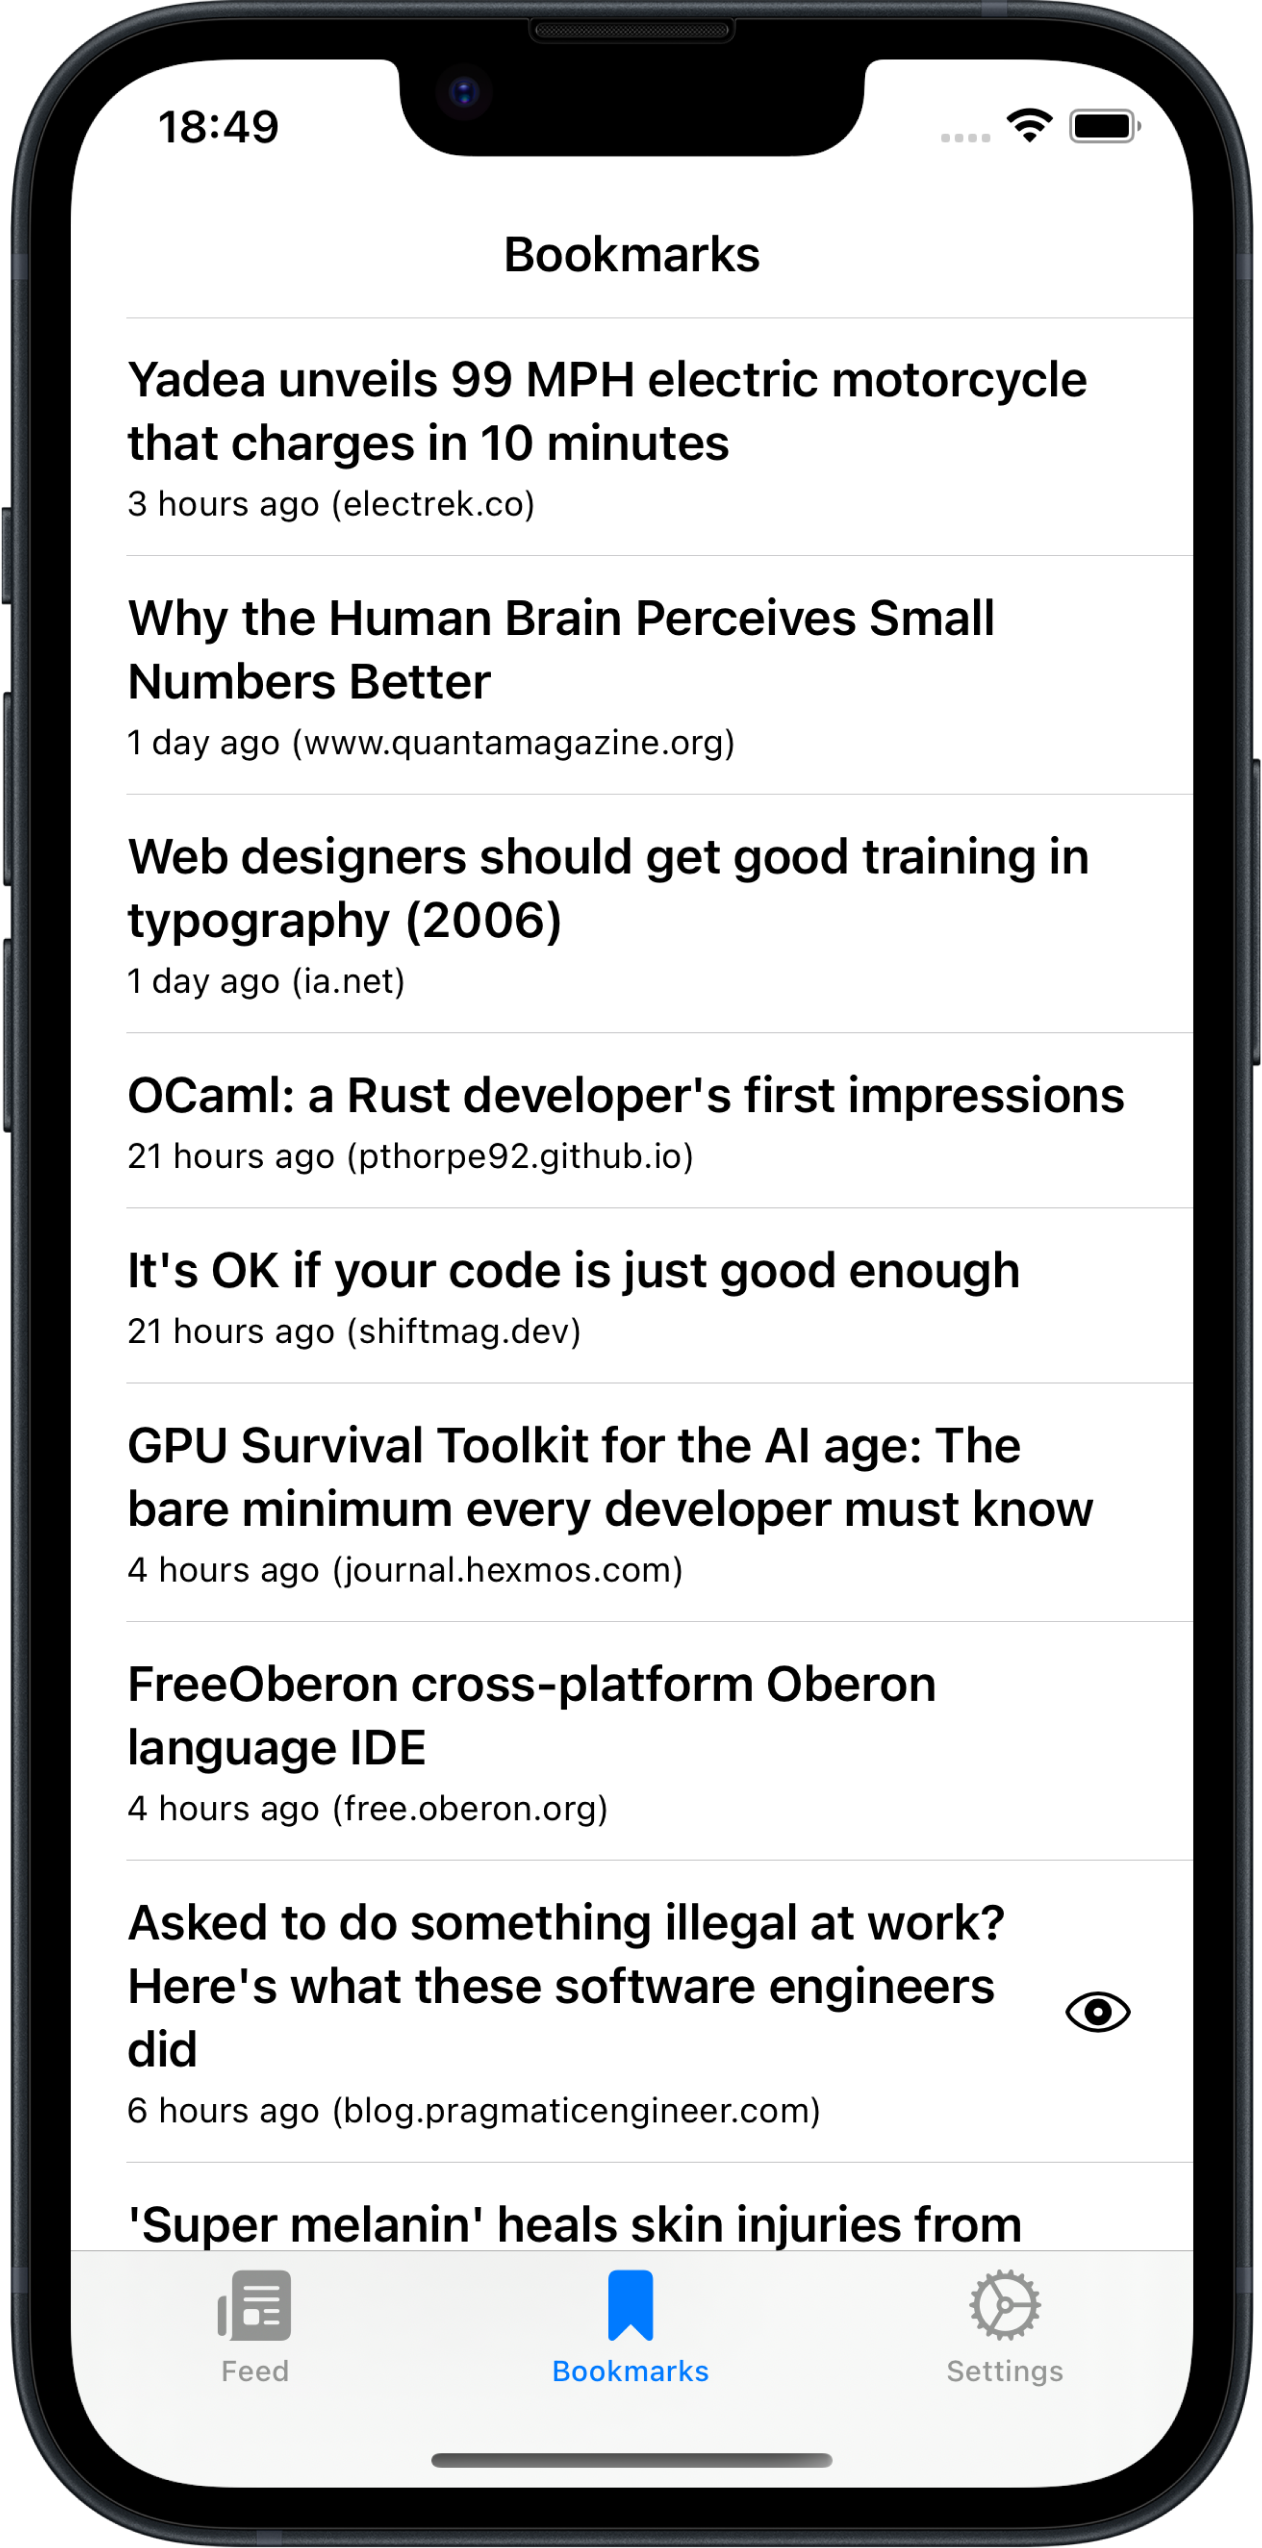 18:49
Bookmarks
Yadea unveils 99 MPH electric motorcycle
that charges in 10 minutes
3 hours ago (electrek.co)
Why the Human Brain Perceives Small
Numbers Better
1 day ago (www.quantamagazine.org)
Web designers should get good training in
typography (2006)
1 day ago (ia.net)
OCaml: a Rust developer's first impressions
21 hours ago (pthorpe92.github.io)
It's OK if your code is just good enough
21 hours ago (shiftmag.dev)
GPU Survival Toolkit for the AI age: The
bare minimum every developer must know
4 hours ago (journal.hexmos.com)
FreeOberon cross-platform Oberon
language IDE
4 hours ago (free.oberon.org)
Asked to do something illegal at work?
Here's what these software engineers
did
6 hours ago (blog.pragmaticengineer.com)
'Super melanin' heals skin injuries from
Feed
Bookmarks
Settings